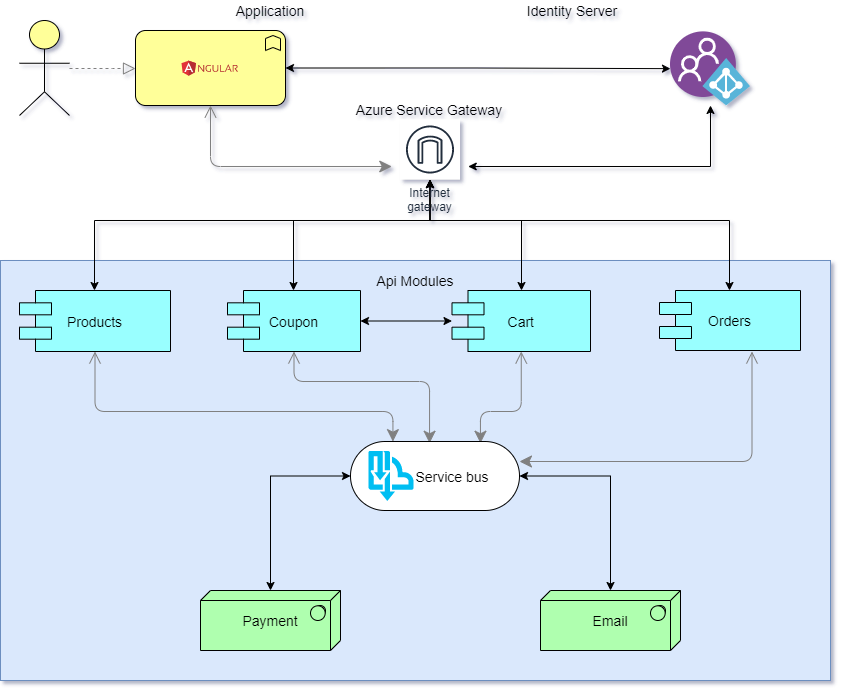 Application
Identity Server
ANGULAR
Azure Service Gateway
Internet
gateway
Api Modules
Products
Coupon
Cart
Orders
Service bus
Payment
Email